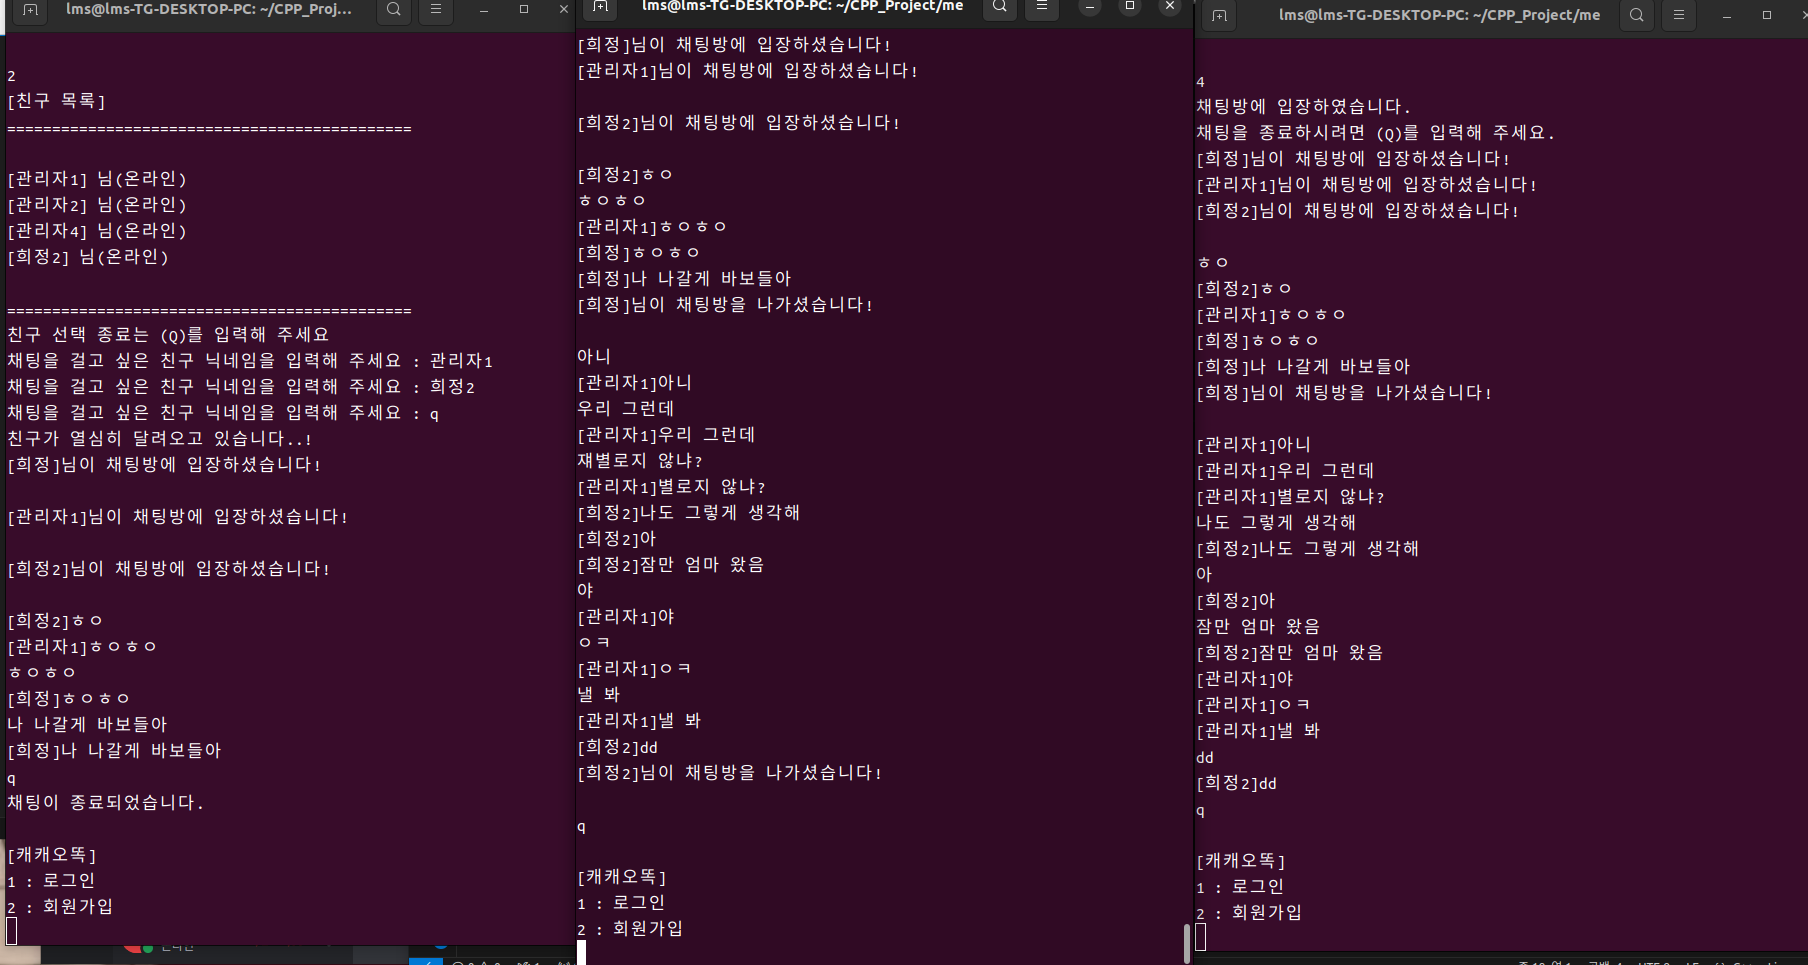 lms@lms-TG-DESKTOP-PC: ~/CPP_Proj...
2
[친구 목록]
=============================================
[관리자1] 님(온라인)
[관리자2] 님(온라인)
[관리자4] 님(온라인)
[희정2] 님(온라인)
=============================================
친구 선택 종료는 (Q)를 입력해 주세요
채팅을 걸고 싶은 친구 닉네임을 입력해 주세요 : 관리자1
채팅을 걸고 싶은 친구 닉네임을 입력해 주세요 : 희정2
채팅을 걸고 싶은 친구 닉네임을 입력해 주세요 : q
친구가 열심히 달려오고 있습니다..!
[희정]님이 채팅방에 입장하셨습니다!
[관리자1]님이 채팅방에 입장하셨습니다!
[희정2]님이 채팅방에 입장하셨습니다!
[희정2]ㅎㅇ
[관리자1]ㅎㅇㅎㅇ
ㅎㅇㅎㅇ
[희정]ㅎㅇㅎㅇ
나 나갈게 바보들아
[희정]나 나갈게 바보들아
q
채팅이 종료되었습니다.
[캐캐오똑]
1 : 로그인
2 : 회원가입
lms@lms-TG-DESKTOP-PC: ~/CPP_Project/me
[희정]님이 채팅방에 입장하셨습니다!
[관리자1]님이 채팅방에 입장하셨습니다!
[희정2]님이 채팅방에 입장하셨습니다!
[희정2]ㅎㅇ
ㅎㅇㅎㅇ
[관리자1]ㅎㅇㅎㅇ
[희정]ㅎㅇㅎㅇ
[희정]나 나갈게 바보들아
[희정]님이 채팅방을 나가셨습니다!
아니
[관리자1]아니
우리 그런데
[관리자1]우리 그런데
쟤별로지 않냐?
[관리자1]별로지 않냐?
[희정2]나도 그렇게 생각해
[희정2]아
[희정2]잠만 엄마 왔음
야
[관리자1]야
ㅇㅋ
[관리자1]ㅇㅋ
낼 봐
[관리자1]낼 봐
[희정2]dd
[희정2]님이 채팅방을 나가셨습니다!
q
[캐캐오똑]
1 : 로그인
2 : 회원가입
lms@lms-TG-DESKTOP-PC: ~/CPP_Project/me
4
채팅방에 입장하였습니다.
채팅을 종료하시려면 (Q)를 입력해 주세요.
[희정]님이 채팅방에 입장하셨습니다!
[관리자1]님이 채팅방에 입장하셨습니다!
[희정2]님이 채팅방에 입장하셨습니다!
ㅎㅇ
[희정2]ㅎㅇ
[관리자1]ㅎㅇㅎㅇ
[희정]ㅎㅇㅎㅇ
[희정]나 나갈게 바보들아
[희정]님이 채팅방을 나가셨습니다!
[관리자1]아니
[관리자1]우리 그런데
[관리자1]별로지 않냐?
나도 그렇게 생각해
[희정2]나도 그렇게 생각해
아
[희정2]아
잠만 엄마 왔음
[희정2]잠만 엄마 왔음
[관리자1]야
[관리자1]ㅇㅋ
[관리자1]낼 봐
dd
[희정2]dd
q
[캐캐오똑]
1 : 로그인
2 : 회원가입